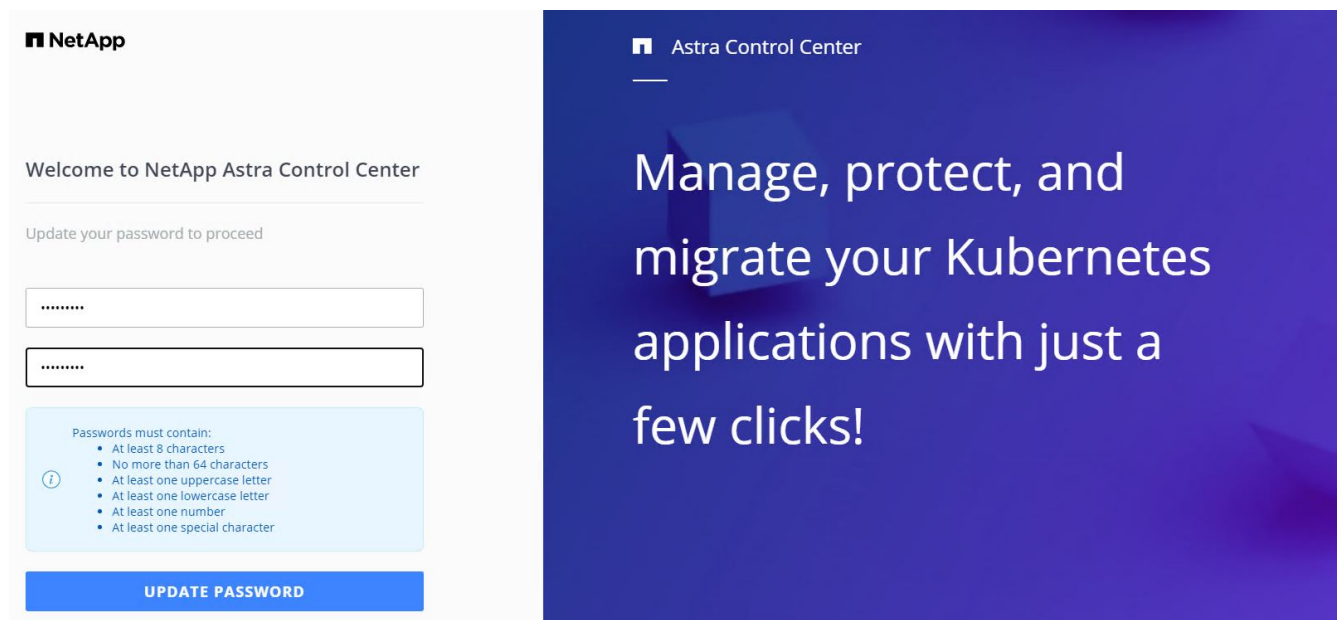 NetApp
Welcome to NetApp Astra Control Center
Update your password to proceed
•••••••••
•••••••••
Passwords must contain:
• At least 8 characters
• No more than 64 characters
• At least one uppercase letter
• At least one lowercase letter
• At least one number
• At least one special character
UPDATE PASSWORD
Astra Control Center
Manage, protect, and
migrate your Kubernetes
applications with just a
few clicks!